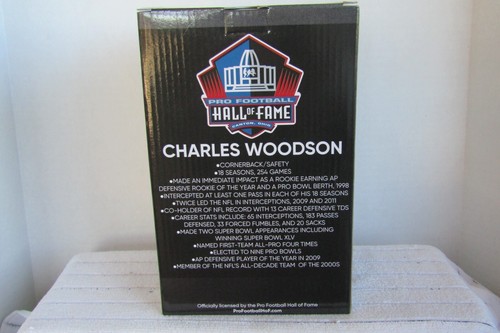 PRO FOOTBALL
HALL OF FAME
CANTON, OHIO
CHARLES WOODSON
•CORNERBACK/SAFETY
•18 SEASONS, 254 GAMES
•MADE AN IMMEDIATE IMPACT AS A ROOKIE EARNING AP
DEFENSIVE ROOKIE OF THE YEAR AND A PRO BOWL BERTH, 1998
•INTERCEPTED AT LEAST ONE PASS IN EACH OF HIS 18 SEASONS
•TWICE LED THE NFL IN INTERCEPTIONS, 2009 AND 2011
•CO-HOLDER OF NFL RECORD WITH 13 CAREER DEFENSIVE TDS
•CAREER STATS INCLUDE: 65 INTERCEPTIONS, 183 PASSES
DEFENSED, 33 FORCED FUMBLES, AND 20 SACKS
•MADE TWO SUPER BOWL APPEARANCES INCLUDING
WINNING SUPER BOWL XLV
•NAMED FIRST-TEAM ALL-PRO FOUR TIMES
•ELECTED TO NINE PRO BOWLS
•AP DEFENSIVE PLAYER OF THE YEAR IN 2009
•MEMBER OF THE NFL'S ALL-DECADE TEAM OF THE 2000S
Officially licensed by the Pro Football Hall of Fame
ProFootballHoF.com